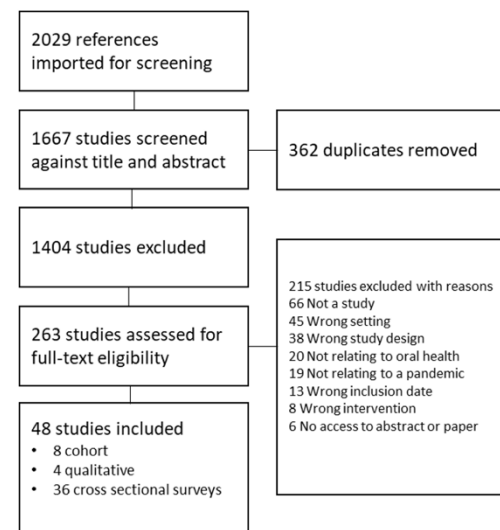 2029 references
imported for screening
1667 studies screened
against title and abstract
362 duplicates removed
1404 studies excluded
263 studies assessed for
full-text eligibility
215 studies excluded with reasons
66 Not a study
45 Wrong setting
38 Wrong study design
20 Not relating to oral health
19 Not relating to a pandemic
13 Wrong inclusion date
8 Wrong intervention
6 No access to abstract or paper
48 studies included
• 8 cohort
• 4 qualitative
• 36 cross sectional surveys